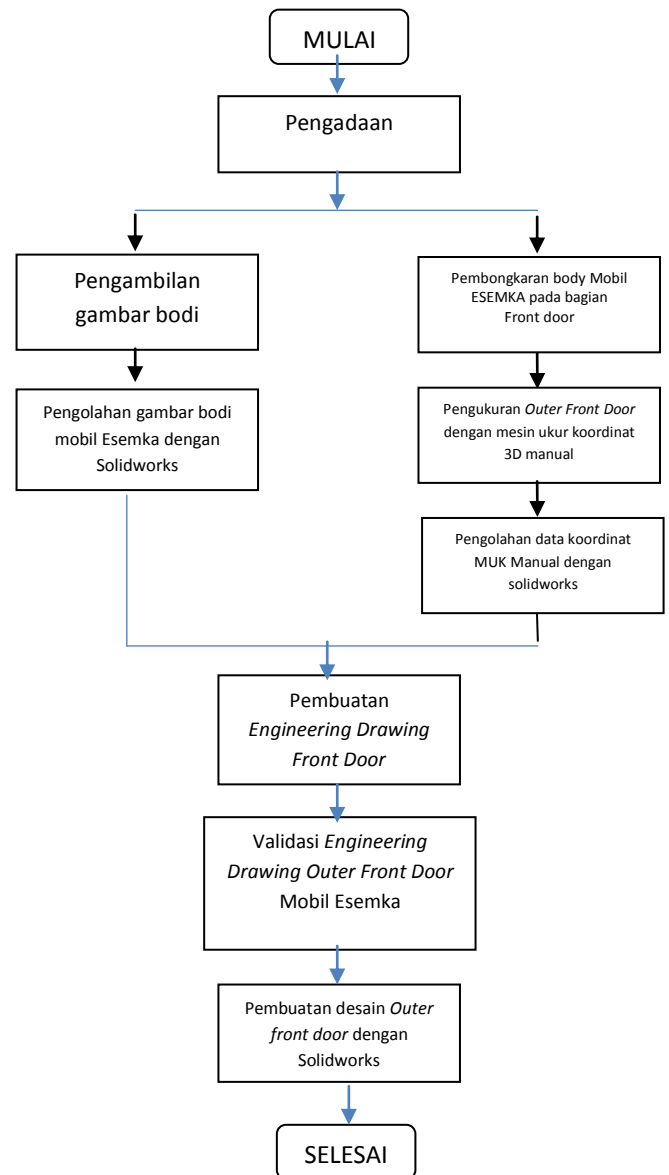 MULAI
Pengadaan
Pengambilan
gambar bodi
Pengolahan gambar bodi
mobil Esemka dengan
Solidworks
Pembongkaran body Mobil
ESEMKA pada bagian
Front door
Pengukuran Outer Front Door
dengan mesin ukur koordinat
3D manual
Pengolahan data koordinat
MUK Manual dengan
solidworks
Pembuatan
Engineering Drawing
Front Door
Validasi Engineering
Drawing Outer Front Door
Mobil Esemka
Pembuatan desain Outer
front door dengan
Solidworks
SELESAI